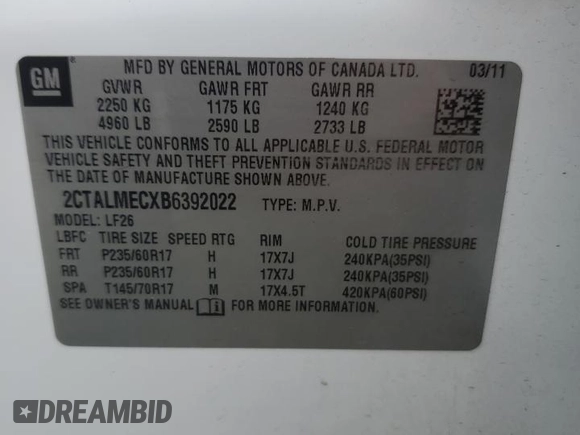 GM ® MFD BY GENERAL MOTORS OF CANADA LTD. 03/11
GVWR GAWR FRT GAWR RR
2250 KG 1175 KG 1240 KG
4960 LB 2590 LB 2733 LB
THIS VEHICLE CONFORMS TO ALL APPLICABLE U.S. FEDERAL MOTOR
VEHICLE SAFETY AND THEFT PREVENTION STANDARDS IN EFFECT ON
THE DATE OF MANUFACTURE SHOWN ABOVE.
2CTALMECXB6392022 TYPE: M.P.V.
MODEL: LF26
LBFC TIRE SIZE SPEED RTG RIM COLD TIRE PRESSURE
FRT P235/60R17 H 17X7J 240KPA(35PSI)
RR P235/60R17 H 17X7J 240KPA(35PSI)
SPA T145/70R17 M 17X4.5T 420KPA(60PSI)
SEE OWNER'S MANUAL FOR MORE INFORMATION.
DREAMBID